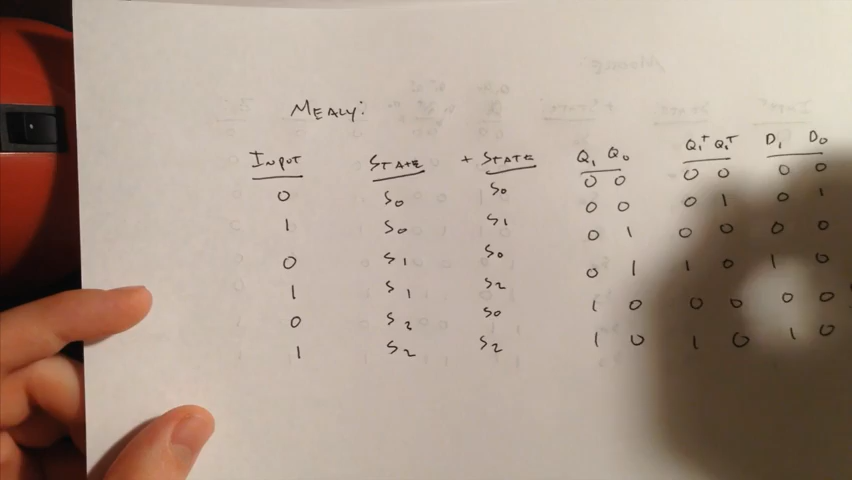 MEALY:
INPUT STATE + STATE Q₁ Q₀ Q₁⁺ Q₁⁺ D₁ D₀
0 S₀ S₀ 0 0 0 0 0 0
1 S₀ S₁ 0 0 0 1 0 1
0 S₁ S₀ 0 1 0 0 0 0
1 S₁ S₂ 0 1 1 0 1 0
0 S₂ S₀ 1 0 0 0 0 0
1 S₂ S₂ 1 0 1 0 1 0